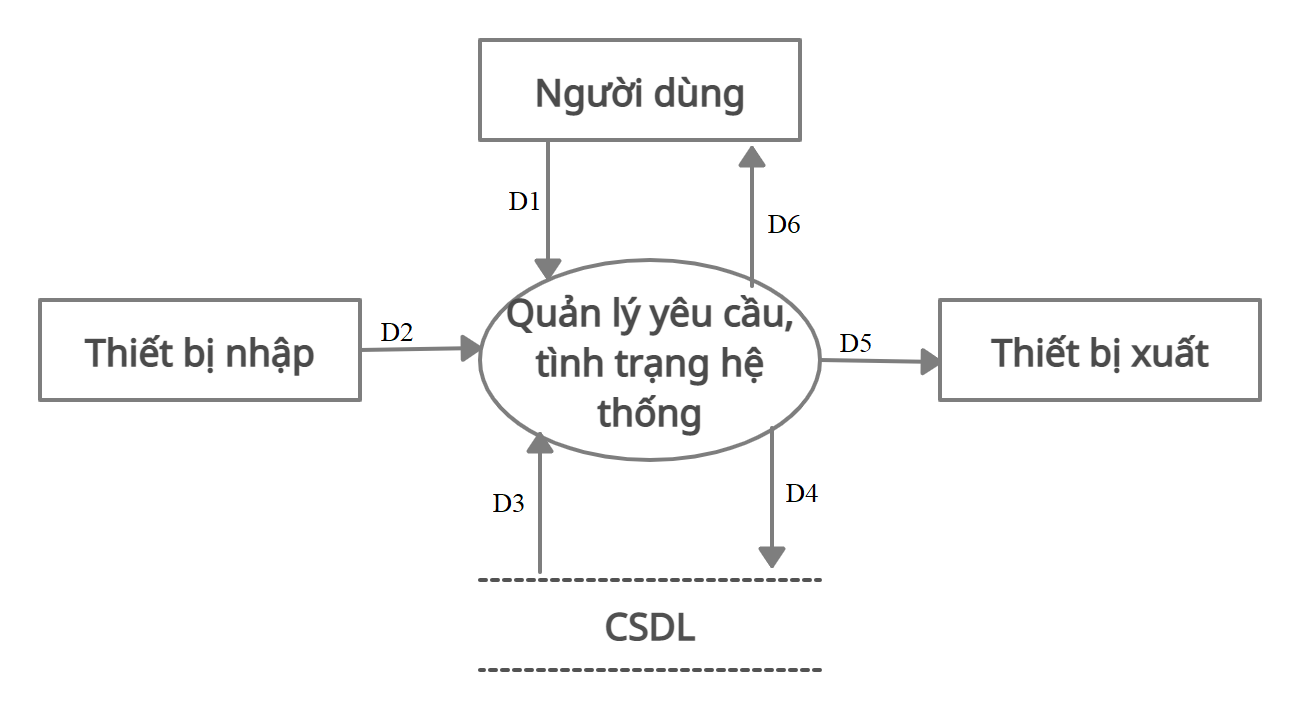 Người dùng
D1
D6
Thiết bị nhập
D2
Quản lý yêu cầu,
tình trạng hệ
thống
D5
Thiết bị xuất
D3
D4
CSDL